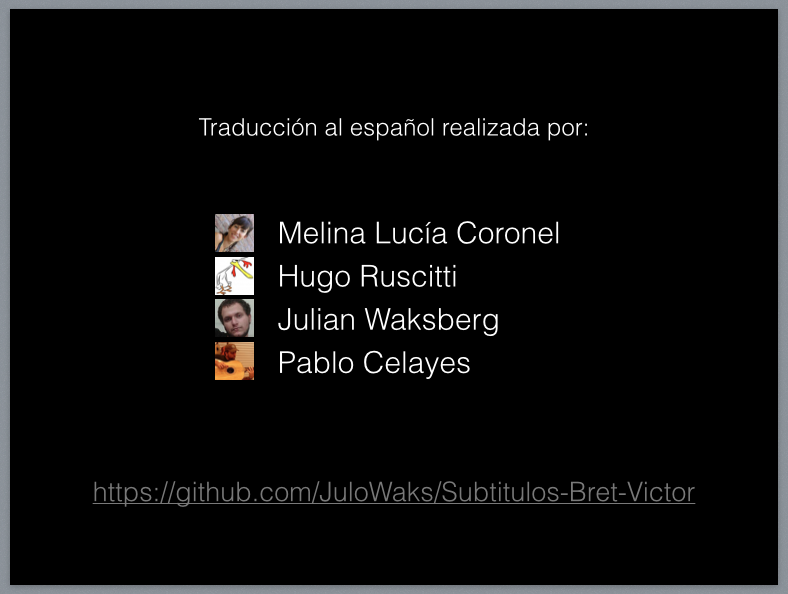 Traducción al español realizada por:
Melina Lucía Coronel
Hugo Ruscitti
Julian Waksberg
Pablo Celayes
https://github.com/JuloWaks/Subtitulos-Bret-Victor